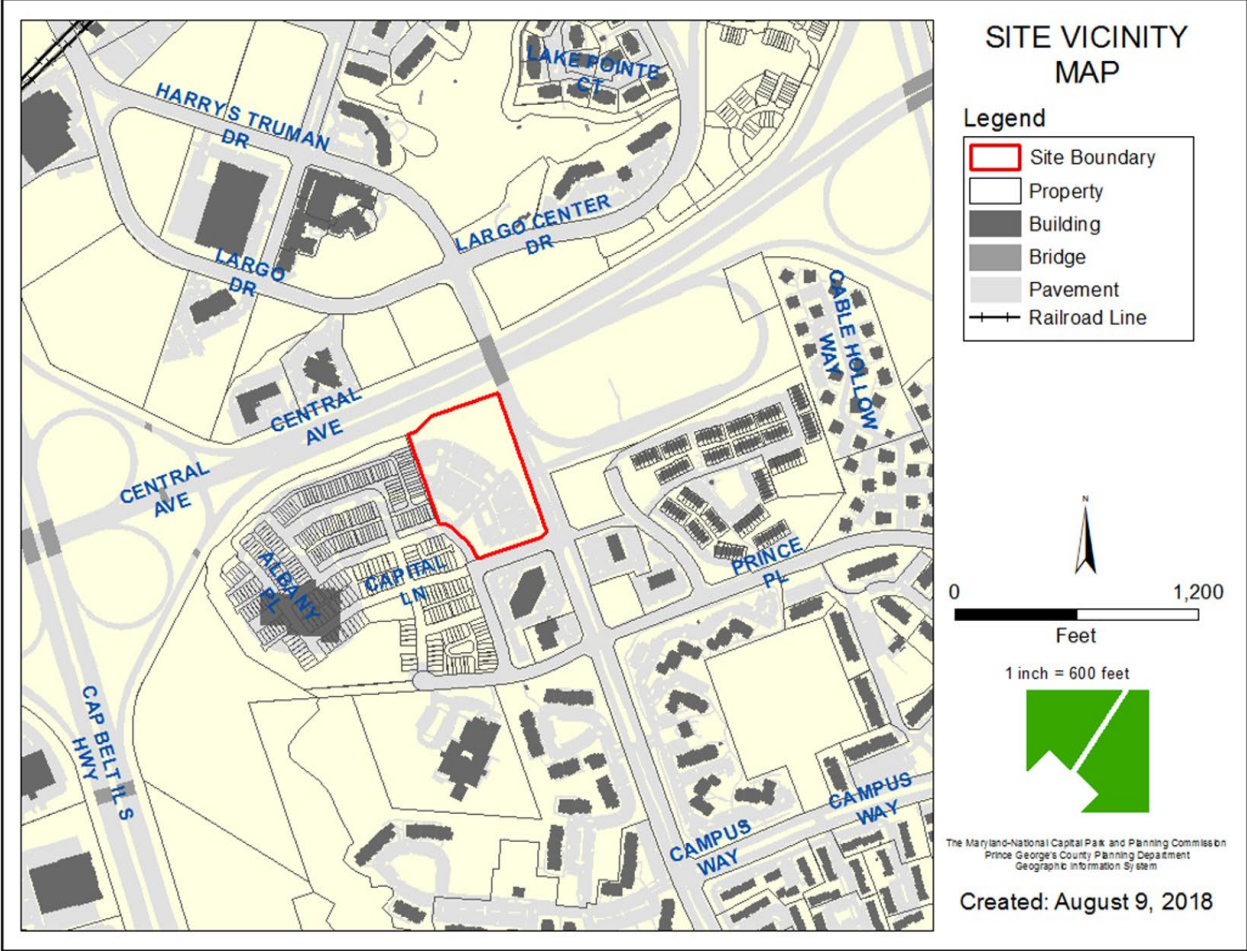 SITE VICINITY
MAP
Legend
Site Boundary
Property
Building
Bridge
Pavement
Railroad Line
LAKE POINTE
CT
HARRY S TRUMAN
DR
LARGO CENTER
DR
LARGO
DR
CABLE HOLLOW
WAY
CENTRAL
AVE
CENTRAL
AVE
ALBANY
PL
CAPITAL
LN
PRINCE
PL
CAP BELT IL S
HWY
CAMPUS
WAY
CAMPUS
WAY
N
0 1,200
Feet
1 inch = 600 feet
The Maryland-National Capital Park and Planning Commission
Prince George's County Planning Department
Geographic Information System
Created: August 9, 2018